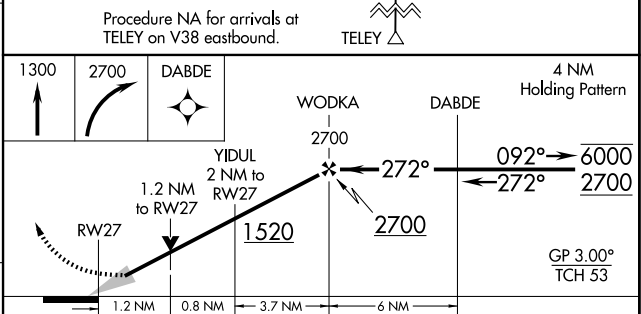 Procedure NA for arrivals at
TELEY on V38 eastbound.
TELEY
1300
2700
DABDE
4 NM
Holding Pattern
WODKA
DABDE
2700
YIDUL
2 NM to
RW27
1.2 NM
to RW27
RW27
272°
092°
6000
272°
2700
1520
2700
GP 3.00°
TCH 53
1.2 NM
0.8 NM
3.7 NM
6 NM